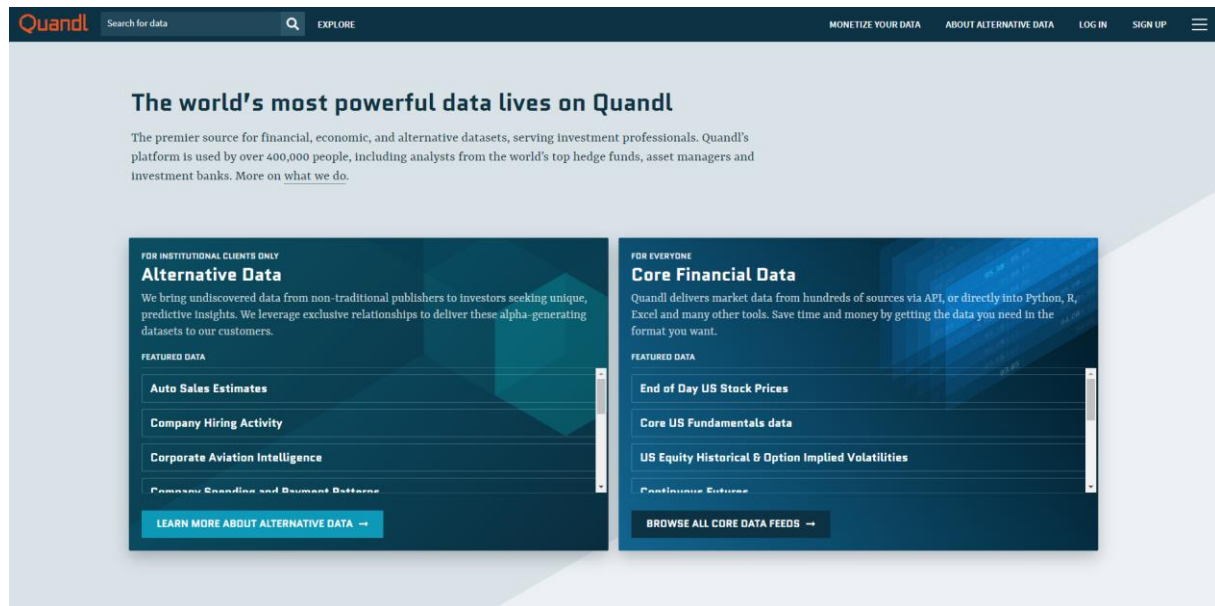 Quandl Search for data EXPLORE MONETIZE YOUR DATA ABOUT ALTERNATIVE DATA LOG IN SIGN UP
The world's most powerful data lives on Quandl
The premier source for financial, economic, and alternative datasets, serving investment professionals. Quandl's
platform is used by over 400,000 people, including analysts from the world's top hedge funds, asset managers and
investment banks. More on what we do.
FOR INSTITUTIONAL CLIENTS ONLY
Alternative Data
We bring undiscovered data from non-traditional publishers to investors seeking unique,
predictive insights. We leverage exclusive relationships to deliver these alpha-generating
datasets to our customers.
FEATURED DATA
Auto Sales Estimates
Company Hiring Activity
Corporate Aviation Intelligence
Company Spending and Payment Patterns
LEARN MORE ABOUT ALTERNATIVE DATA →
FOR EVERYONE
Core Financial Data
Quandl delivers market data from hundreds of sources via API, or directly into Python, R,
Excel and many other tools. Save time and money by getting the data you need in the
format you want.
FEATURED DATA
End of Day US Stock Prices
Core US Fundamentals data
US Equity Historical & Option Implied Volatilities
Continuous Futures
BROWSE ALL CORE DATA FEEDS →